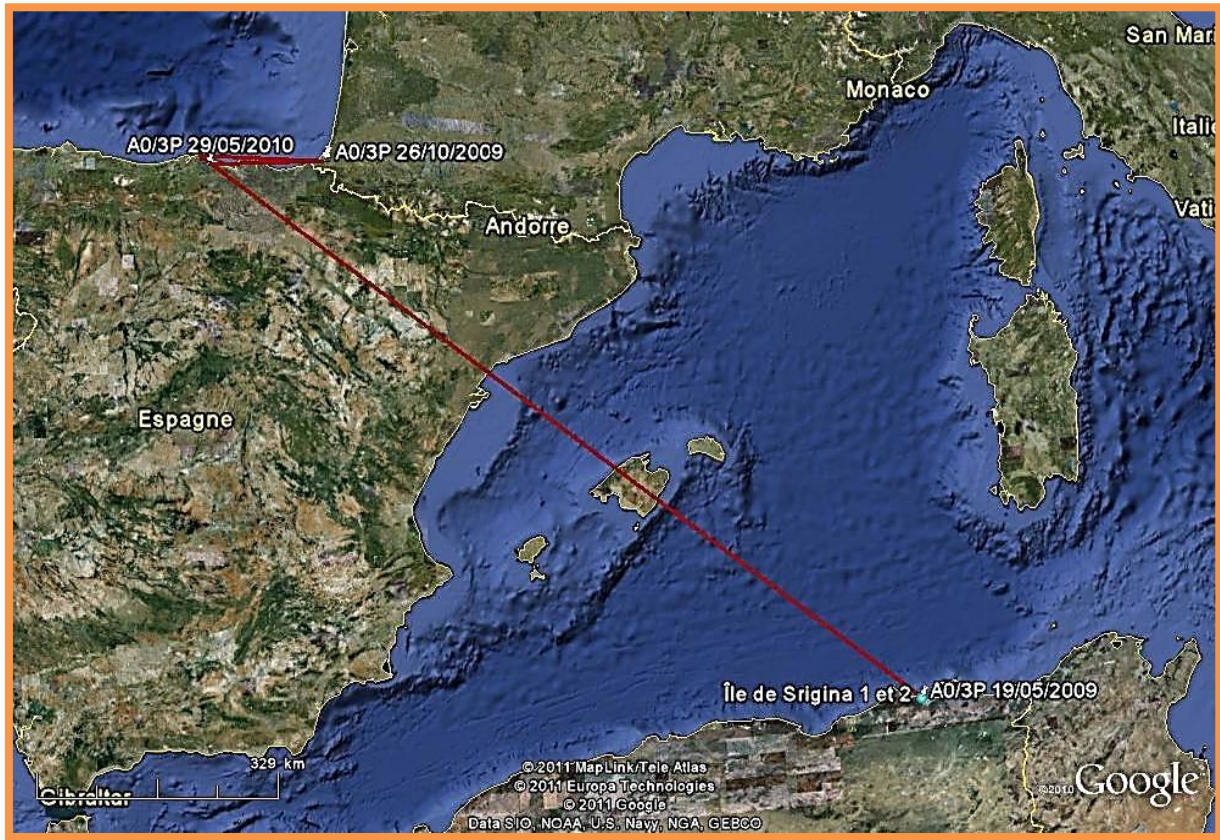 San Mari
Monaco
Italie
A0/3P 29/05/2010
A0/3P 26/10/2009
Vatic
Andorre
Espagne
Île de Srigina 1 et 2
A0/3P 19/05/2009
329 km
Gibraltar
© 2011 MapLink/Tele Atlas
© 2011 Europa Technologies
© 2011 Google
Data SIO, NOAA, U.S. Navy, NGA, GEBCO
©2010 Google